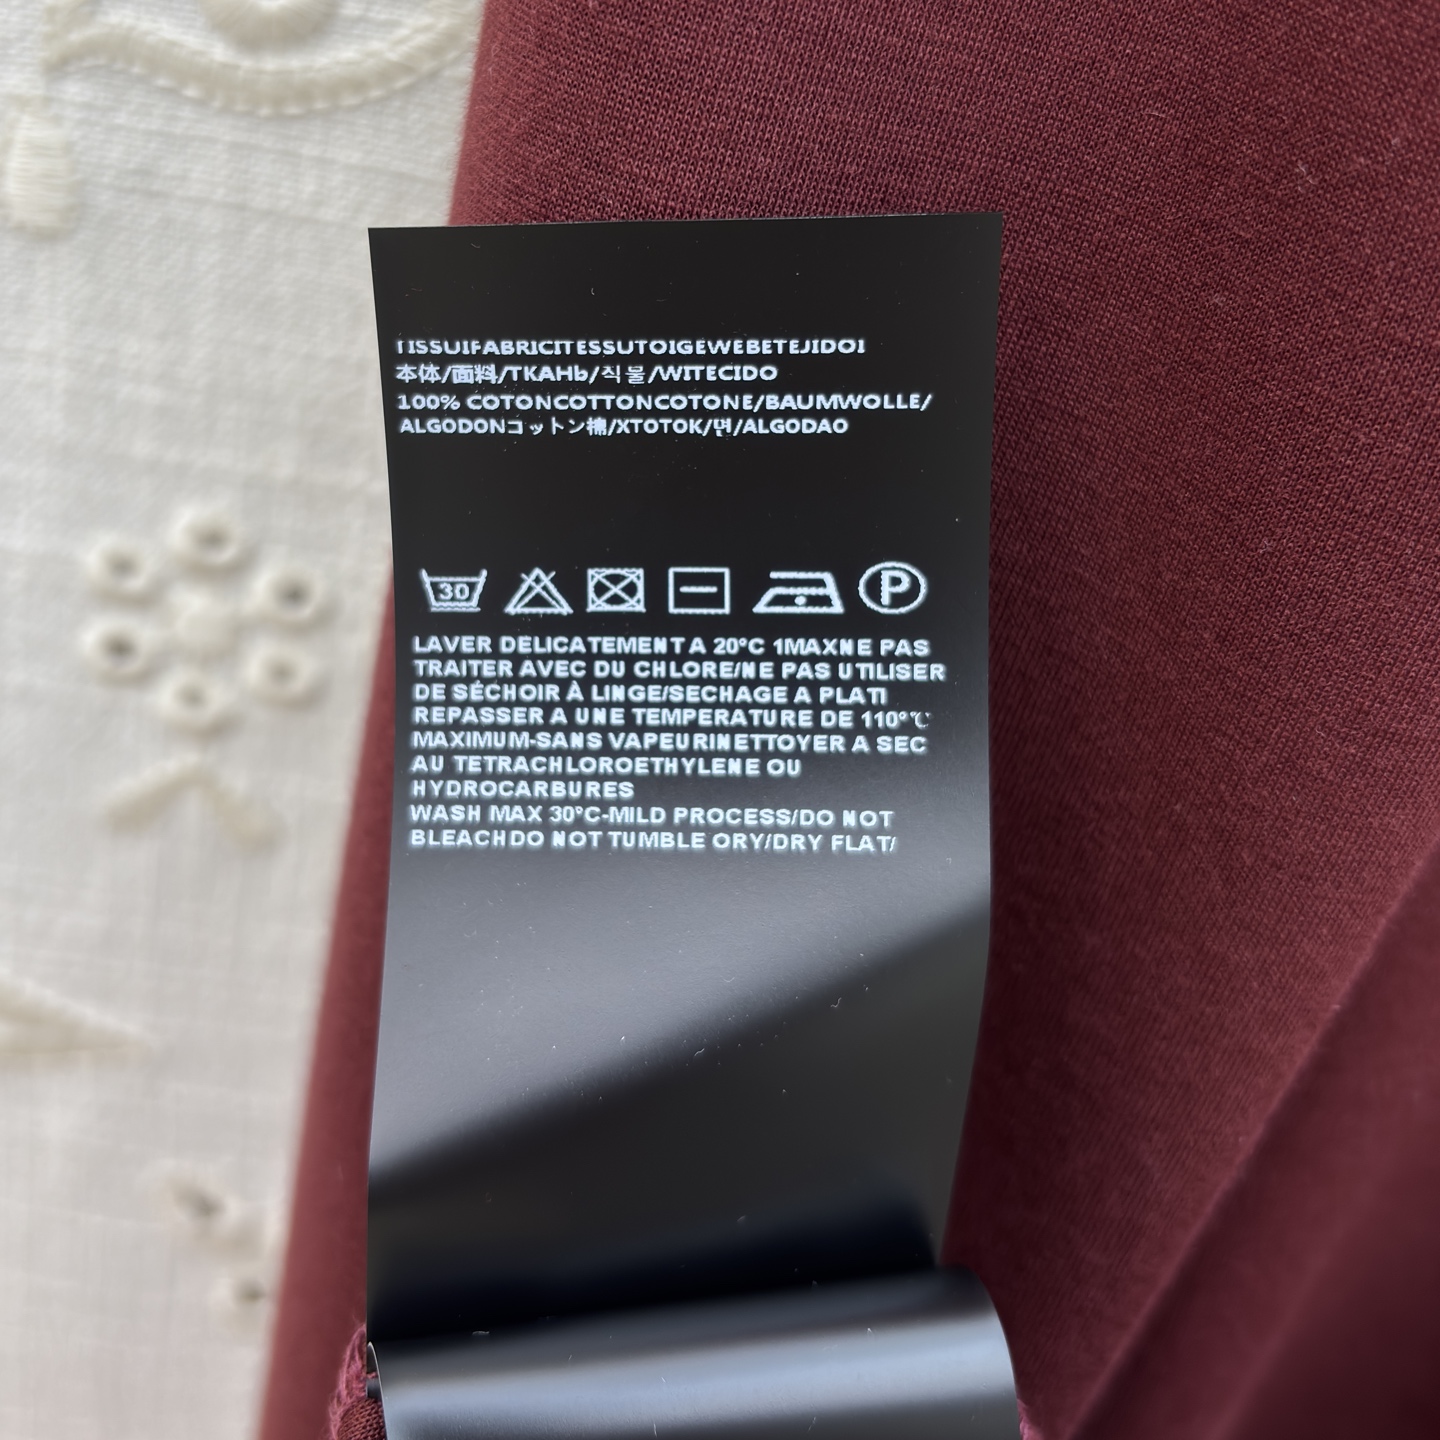 TISSUIFABRICITESSUTOIGEWEBETEJIDOI
本体/面料/TKAHb/직물/WITECIDO
100% COTONCOTTONCOTONE/BAUMWOLLE/
ALGODONコットン棉/XTOTOK/면/ALGODAO
30 P
LAVER DELICATEMENT A 20°C 1MAXNE PAS
TRAITER AVEC DU CHLORE/NE PAS UTILISER
DE SÉCHOIR À LINGE/SECHAGE A PLATI
REPASSER A UNE TEMPERATURE DE 110°℃
MAXIMUM-SANS VAPEURINETTOYER A SEC
AU TETRACHLOROETHYLENE OU
HYDROCARBURES
WASH MAX 30°C-MILD PROCESS/DO NOT
BLEACHDO NOT TUMBLE ORY/DRY FLAT/